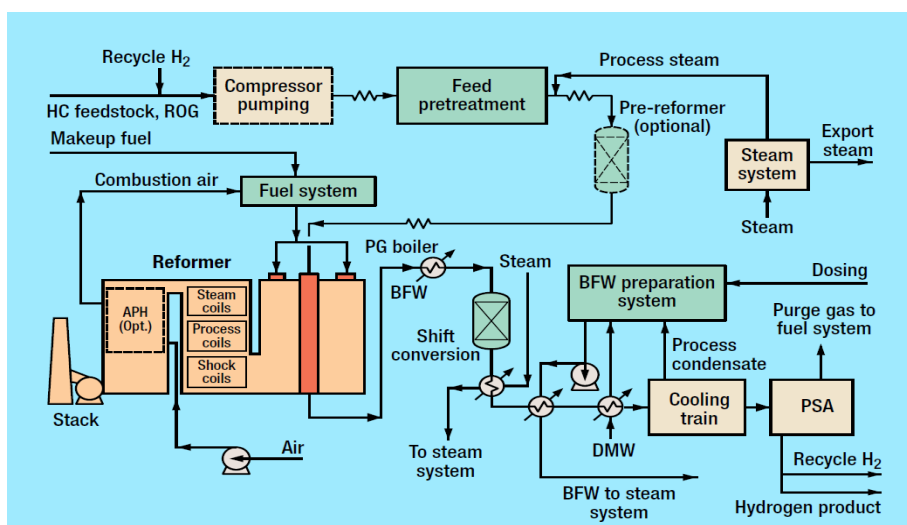 Recycle H₂
HC feedstock, ROG
Compressor
pumping
Feed
pretreatment
Process steam
Pre-reformer
(optional)
Steam
system
Export
steam
Steam
Makeup fuel
Combustion air
Fuel system
Reformer
APH
(Opt.)
Steam
coils
Process
coils
Shock
coils
Stack
Air
PG boiler
BFW
Steam
Shift
conversion
To steam
system
BFW preparation
system
Dosing
Process
condensate
Purge gas to
fuel system
Cooling
train
PSA
DMW
BFW to steam
system
Recycle H₂
Hydrogen product